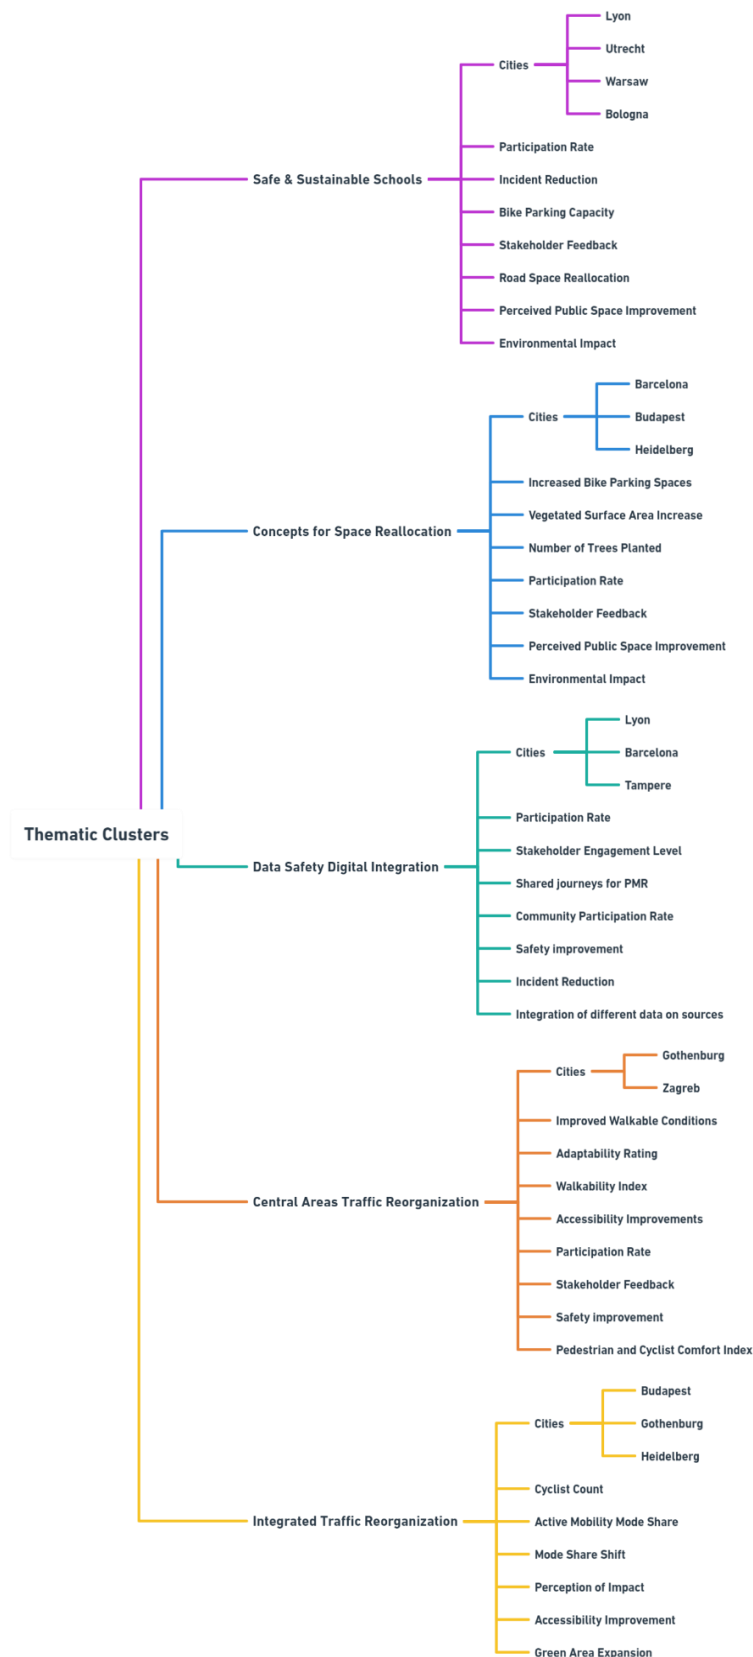 Thematic Clusters
Safe & Sustainable Schools
Cities
Lyon
Utrecht
Warsaw
Bologna
Participation Rate
Incident Reduction
Bike Parking Capacity
Stakeholder Feedback
Road Space Reallocation
Perceived Public Space Improvement
Environmental Impact
Concepts for Space Reallocation
Cities
Barcelona
Budapest
Heidelberg
Increased Bike Parking Spaces
Vegetated Surface Area Increase
Number of Trees Planted
Participation Rate
Stakeholder Feedback
Perceived Public Space Improvement
Environmental Impact
Data Safety Digital Integration
Cities
Lyon
Barcelona
Tampere
Participation Rate
Stakeholder Engagement Level
Shared journeys for PMR
Community Participation Rate
Safety improvement
Incident Reduction
Integration of different data on sources
Central Areas Traffic Reorganization
Cities
Gothenburg
Zagreb
Improved Walkable Conditions
Adaptability Rating
Walkability Index
Accessibility Improvements
Participation Rate
Stakeholder Feedback
Safety improvement
Pedestrian and Cyclist Comfort Index
Integrated Traffic Reorganization
Cities
Budapest
Gothenburg
Heidelberg
Cyclist Count
Active Mobility Mode Share
Mode Share Shift
Perception of Impact
Accessibility Improvement
Green Area Expansion